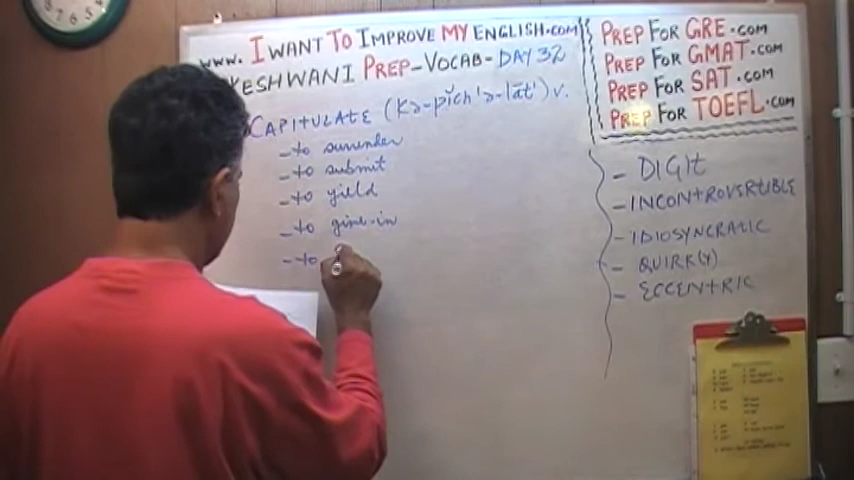 www. I WANT TO IMPROVE MY ENGLISH.COM
KESHWANI PREP-VOCAB-DAY 32
CAPITULATE (Kə-pĭch'ə-lāt') v.
- to surrender
- to submit
- to yield
- to give-in
- to
PREP FOR GRE.com
PREP FOR GMAT.com
PREP FOR SAT.com
PREP FOR TOEFL.com
- DIGIT
- INCONTROVERTIBLE
- IDIOSYNCRATIC
- QUIRK(Y)
- ECCENTRIC